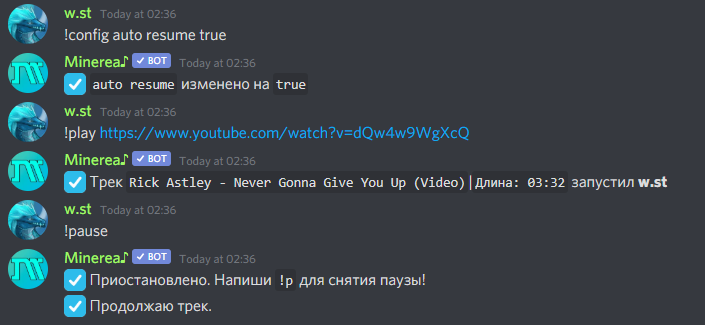 w.st Today at 02:36
!config auto resume true
Minerea♪ ✔ BOT Today at 02:36
✔ auto resume изменено на true
w.st Today at 02:36
!play https://www.youtube.com/watch?v=dQw4w9WgXcQ
Minerea♪ ✔ BOT Today at 02:36
✔ Трек Rick Astley - Never Gonna Give You Up (Video)|Длина: 03:32 запустил w.st
w.st Today at 02:36
!pause
Minerea♪ ✔ BOT Today at 02:36
✔ Приостановлено. Напиши !p для снятия паузы!
✔ Продолжаю трек.